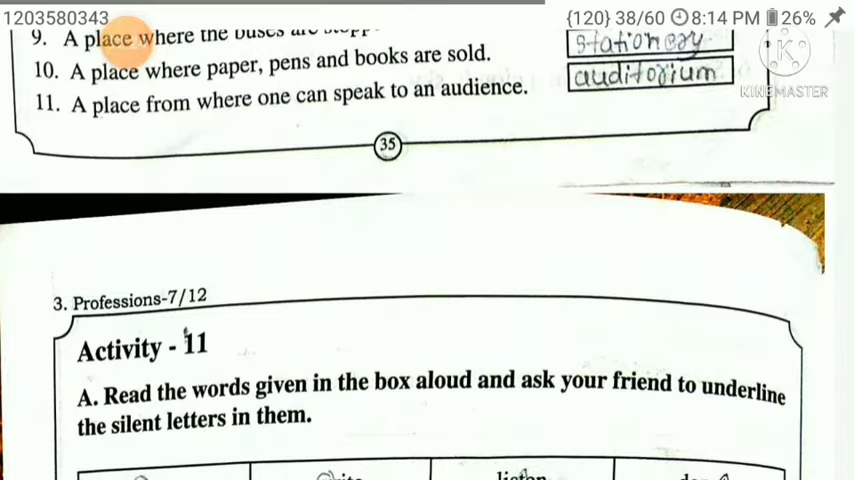 1203580343 {120} 38/60 8:14 PM 26%
9. A place where the buses are
10. A place where paper, pens and books are sold. stationery
11. A place from where one can speak to an audience. auditorium
K
KINEMASTER
35
3. Professions-7/12
Activity - 11
A. Read the words given in the box aloud and ask your friend to underline
the silent letters in them.
listen